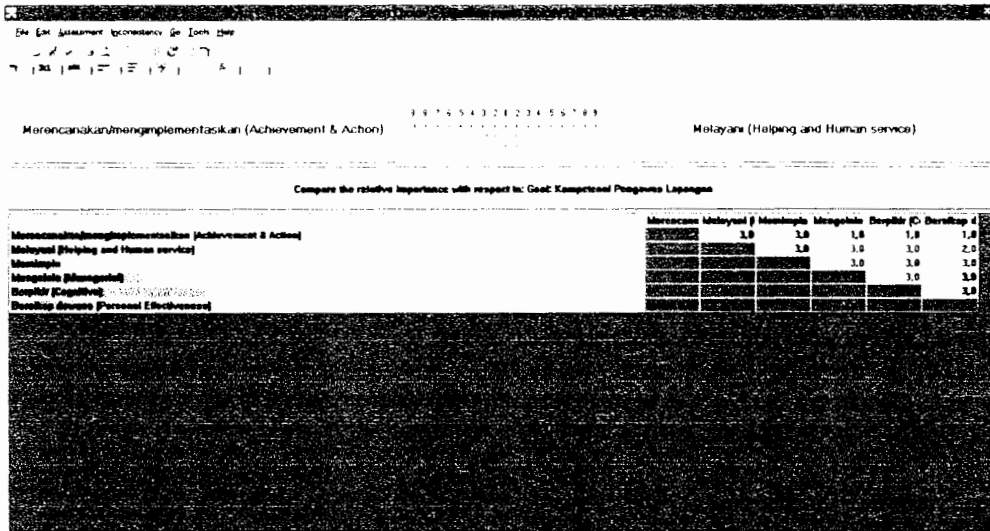 File Edit Assessment Inconsistency Go Tools Help
3:1 ABC
9 8 7 6 5 4 3 2 1 2 3 4 5 6 7 8 9
Merencanakan/mengimplementasikan (Achievement & Action) Melayani (Helping and Human service)
Compare the relative importance with respect to: Goal: Kompetensi Pengawas Lapangan
Merencana Melayani ( Memimpin Mengelola Berpikir (C Bersikap d
Merencanakan/mengimplementasikan (Achievement & Action) 3,0 3,0 1,0 1,0 1,0
Melayani (Helping and Human service) 3,0 3,0 3,0 2,0
Memimpin 3,0 3,0 3,0
Mengelola (Managerial) 3,0 3,0
Berpikir (Cognitive) 3,0
Bersikap dewasa (Personal Effectiveness)